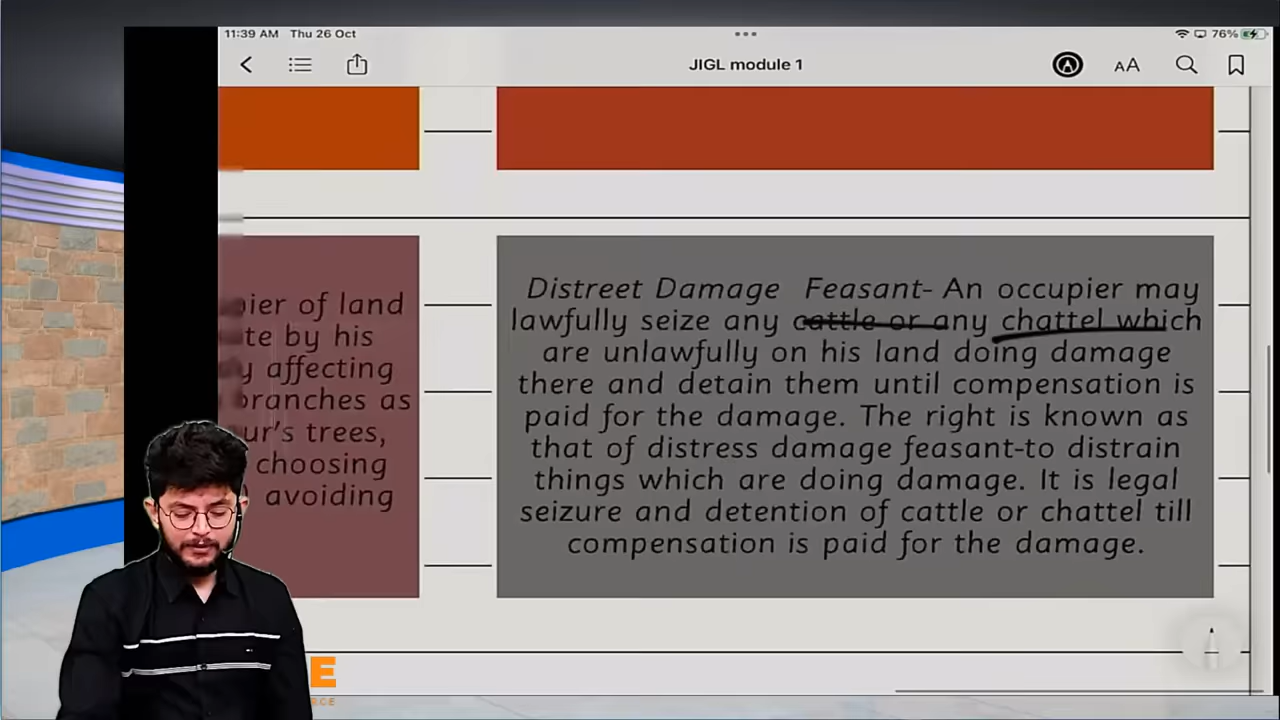 11:39 AM Thu 26 Oct
76%
JIGL module 1
AA
of land
by his
affecting
branches as
trees,
choosing
avoiding
Distreet Damage Feasant- An occupier may
lawfully seize any cattle or any chattel which
are unlawfully on his land doing damage
there and detain them until compensation is
paid for the damage. The right is known as
that of distress damage feasant-to distrain
things which are doing damage. It is legal
seizure and detention of cattle or chattel till
compensation is paid for the damage.
E